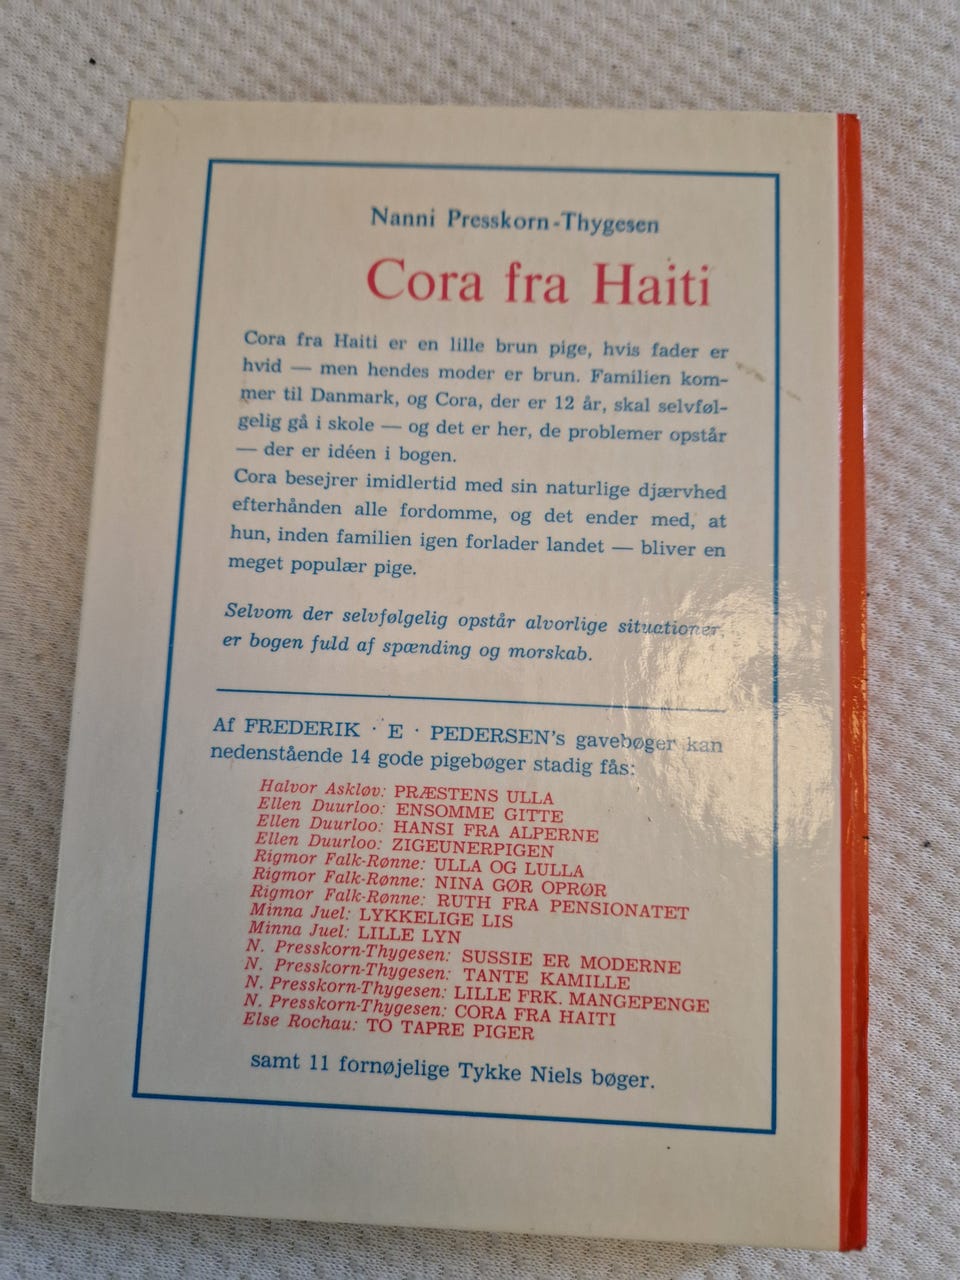 Nanni Presskorn-Thygesen
Cora fra Haiti
Cora fra Haiti er en lille brun pige, hvis fader er
hvid — men hendes moder er brun. Familien kom-
mer til Danmark, og Cora, der er 12 år, skal selvføl-
gelig gå i skole — og det er her, de problemer opstår
— der er idéen i bogen.
Cora besejrer imidlertid med sin naturlige djærvhed
efterhånden alle fordomme, og det ender med, at
hun, inden familien igen forlader landet — bliver en
meget populær pige.
Selvom der selvfølgelig opstår alvorlige situationer,
er bogen fuld af spænding og morskab.
Af FREDERIK · E · PEDERSEN's gavebøger kan
nedenstående 14 gode pigebøger stadig fås:
Halvor Askløv: PRÆSTENS ULLA
Ellen Duurloo: ENSOMME GITTE
Ellen Duurloo: HANSI FRA ALPERNE
Ellen Duurloo: ZIGEUNERPIGEN
Rigmor Falk-Rønne: ULLA OG LULLA
Rigmor Falk-Rønne: NINA GØR OPRØR
Rigmor Falk-Rønne: RUTH FRA PENSIONATET
Minna Juel: LYKKELIGE LIS
Minna Juel: LILLE LYN
N. Presskorn-Thygesen: SUSSIE ER MODERNE
N. Presskorn-Thygesen: TANTE KAMILLE
N. Presskorn-Thygesen: LILLE FRK. MANGEPENGE
N. Presskorn-Thygesen: CORA FRA HAITI
Else Rochau: TO TAPRE PIGER
samt 11 fornøjelige Tykke Niels bøger.